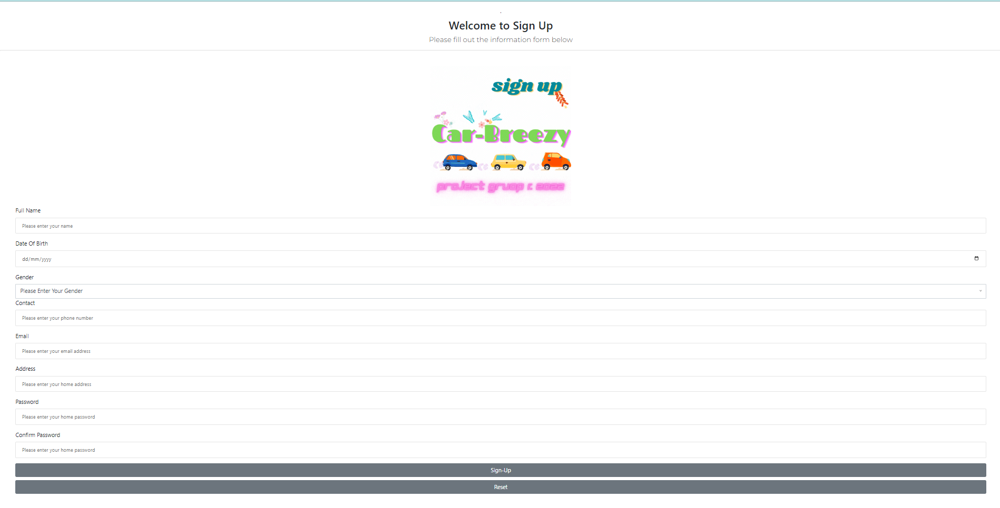 Welcome to Sign Up
Please fill out the information form below
sign up
Car-Breezy
project gruop 1: 2022
Full Name
Please enter your name
Date Of Birth
dd/mm/yyyy
Gender
Please Enter Your Gender
Contact
Please enter your phone number
Email
Please enter your email address
Address
Please enter your home address
Password
Please enter your home password
Confirm Password
Please enter your home password
Sign-Up
Reset